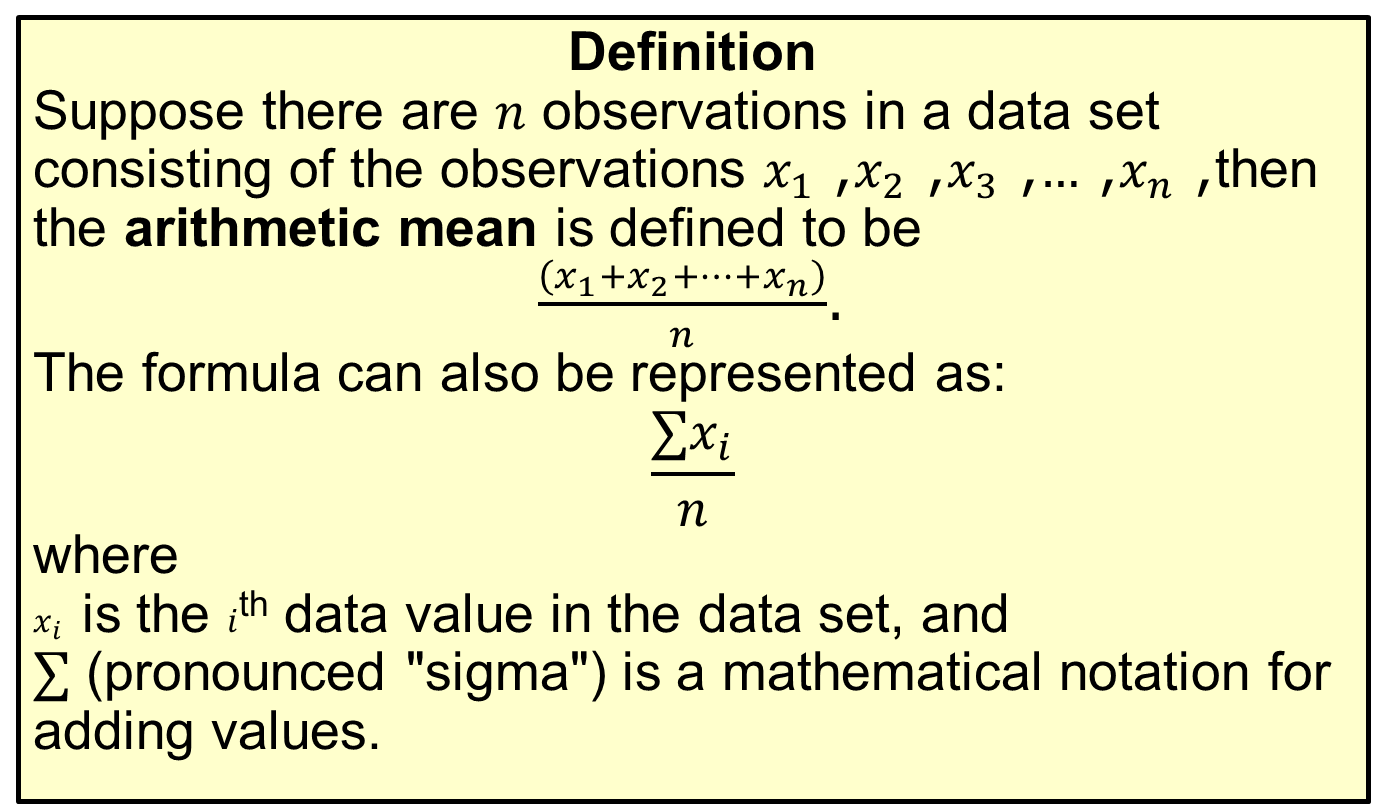 Definition
Suppose there are 𝑛 observations in a data set
consisting of the observations 𝑥₁ ,𝑥₂ ,𝑥₃ ,... ,𝑥ₙ ,then
the arithmetic mean is defined to be
(𝑥₁+𝑥₂+⋯+𝑥ₙ)
𝑛 .
The formula can also be represented as:
∑𝑥ᵢ
𝑛
where
𝑥ᵢ is the 𝑖th data value in the data set, and
∑ (pronounced "sigma") is a mathematical notation for
adding values.